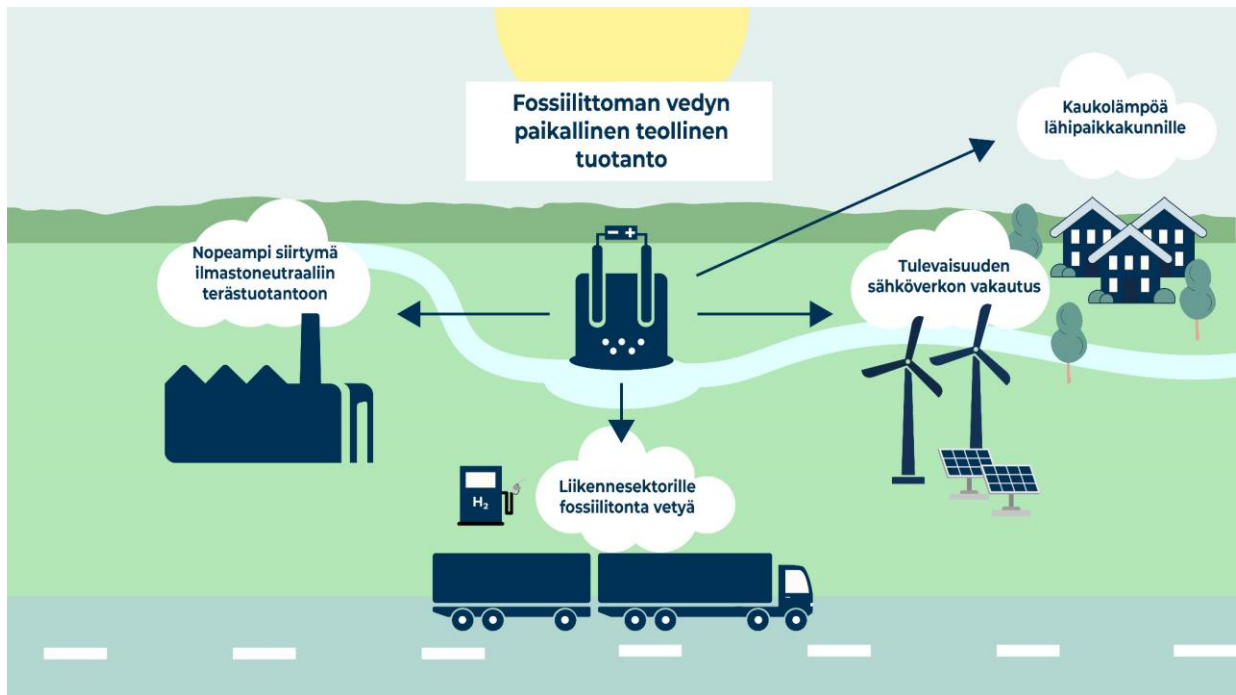 Fossiilittoman vedyn
paikallinen teollinen
tuotanto
Kaukolämpöä
lähipaikkakunnille
Nopeampi siirtymä
ilmastoneutraaliin
terästuotantoon
Tulevaisuuden
sähköverkon vakautus
Liikennesektorille
fossiilitonta vetyä
H₂
- +